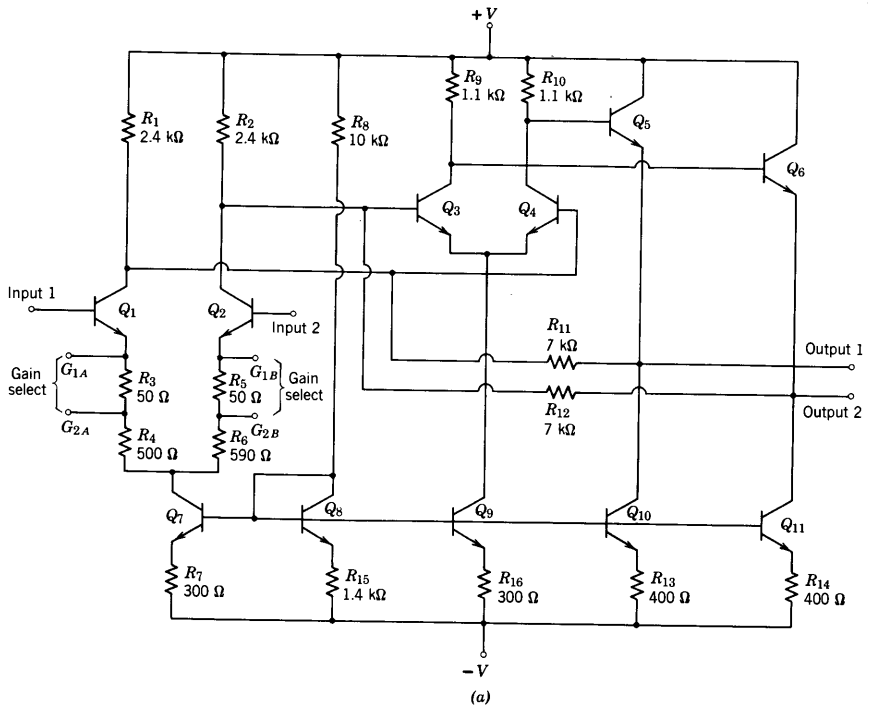 +V
R9
1.1 kΩ
R10
1.1 kΩ
R1
2.4 kΩ
R2
2.4 kΩ
R8
10 kΩ
Q5
Q6
Q3
Q4
Input 1
Q1
Q2
Input 2
R11
7 kΩ
Output 1
Gain
select
G1A
R3
50 Ω
G2A
R4
500 Ω
R5
50 Ω
G1B
Gain
select
G2B
R6
590 Ω
R12
7 kΩ
Output 2
Q7
Q8
Q9
Q10
Q11
R7
300 Ω
R15
1.4 kΩ
R16
300 Ω
R13
400 Ω
R14
400 Ω
−V
(a)